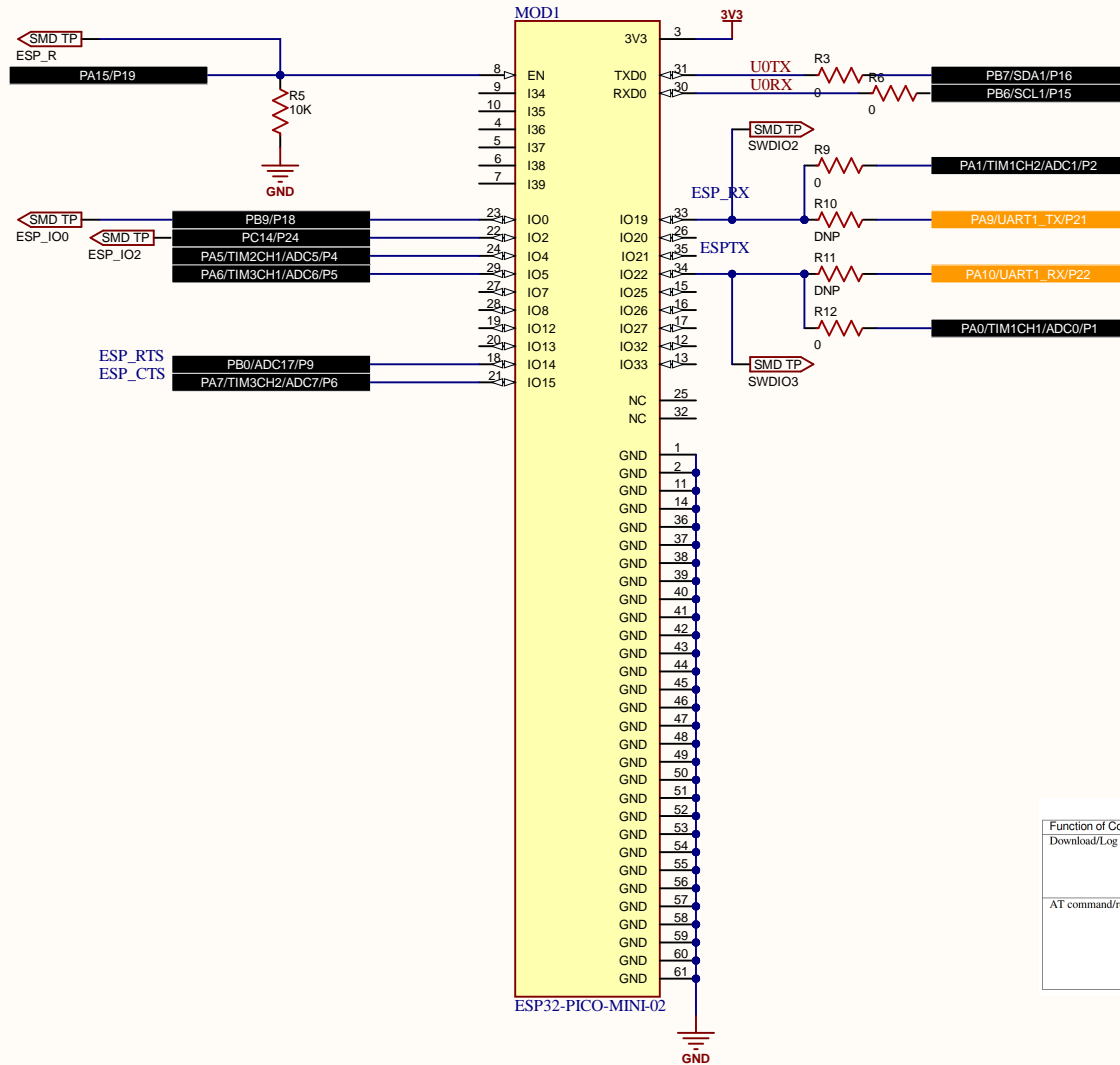 MOD1
SMD TP
ESP_R
PA15/P19
R5
10K
GND
3V3
3V3 3
8 EN
9 I34
10 I35
4 I36
5 I37
6 I38
7 I39
TXD0 31 U0TX R3 0 PB7/SDA1/P16
RXD0 30 U0RX R6 0 PB6/SCL1/P15
SMD TP
SWDIO2
R9
0
PA1/TIM1CH2/ADC1/P2
ESP_RX
SMD TP
ESP_IO0
PB9/P18
23 IO0
SMD TP
ESP_IO2
PC14/P24
22 IO2
PA5/TIM2CH1/ADC5/P4
24 IO4
PA6/TIM3CH1/ADC6/P5
29 IO5
27 IO7
28 IO8
19 IO12
20 IO13
ESP_RTS
PB0/ADC17/P9
18 IO14
ESP_CTS
PA7/TIM3CH2/ADC7/P6
21 IO15
IO19 33
R10
DNP
PA9/UART1_TX/P21
IO20 26
IO21 35
ESPTX
IO22 34
R11
DNP
PA10/UART1_RX/P22
IO25 15
IO26 16
IO27 17
R12
0
PA0/TIM1CH1/ADC0/P1
IO32 12
IO33 13
SMD TP
SWDIO3
NC 25
NC 32
GND 1
GND 2
GND 11
GND 14
GND 36
GND 37
GND 38
GND 39
GND 40
GND 41
GND 42
GND 43
GND 44
GND 45
GND 46
GND 47
GND 48
GND 49
GND 50
GND 51
GND 52
GND 53
GND 54
GND 55
GND 56
GND 57
GND 58
GND 59
GND 60
GND 61
ESP32-PICO-MINI-02
GND
Function of Co
Download/Log
AT command/r